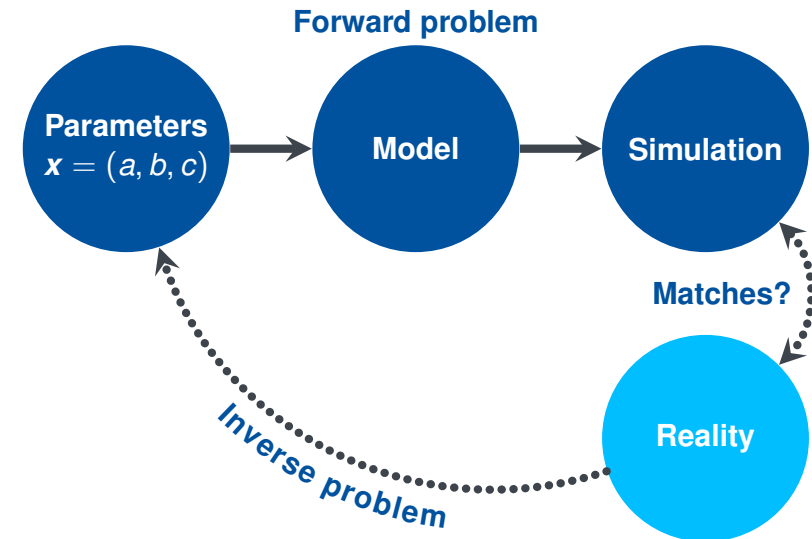 Forward problem
Parameters
x = (a, b, c)
Model
Simulation
Matches?
Reality
Inverse problem